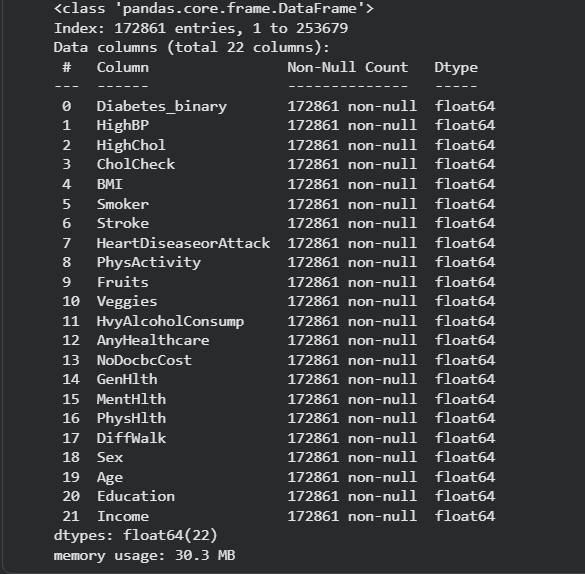 <class 'pandas.core.frame.DataFrame'>
Index: 172861 entries, 1 to 253679
Data columns (total 22 columns):
 #   Column                Non-Null Count   Dtype
---  ------                --------------   -----
 0   Diabetes_binary       172861 non-null  float64
 1   HighBP                172861 non-null  float64
 2   HighChol              172861 non-null  float64
 3   CholCheck             172861 non-null  float64
 4   BMI                   172861 non-null  float64
 5   Smoker                172861 non-null  float64
 6   Stroke                172861 non-null  float64
 7   HeartDiseaseorAttack  172861 non-null  float64
 8   PhysActivity          172861 non-null  float64
 9   Fruits                172861 non-null  float64
 10  Veggies               172861 non-null  float64
 11  HvyAlcoholConsump     172861 non-null  float64
 12  AnyHealthcare         172861 non-null  float64
 13  NoDocbcCost           172861 non-null  float64
 14  GenHlth               172861 non-null  float64
 15  MentHlth              172861 non-null  float64
 16  PhysHlth              172861 non-null  float64
 17  DiffWalk              172861 non-null  float64
 18  Sex                   172861 non-null  float64
 19  Age                   172861 non-null  float64
 20  Education             172861 non-null  float64
 21  Income                172861 non-null  float64
dtypes: float64(22)
memory usage: 30.3 MB